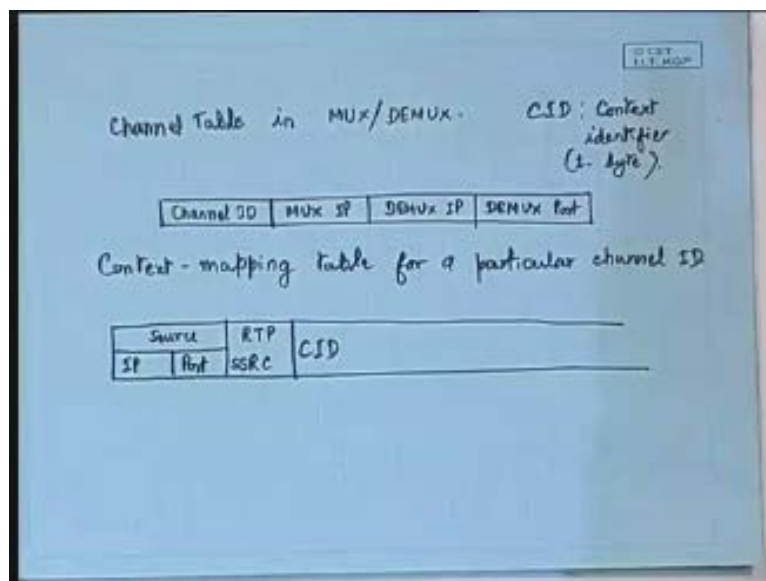 Channel Table in MUX/DEMUX.
CID: Context
identifier
(1-byte).
Channel ID MUX IP DEMUX IP DEMUX Port
Context-mapping table for a particular channel ID
Source RTP CID
IP Port SSRC